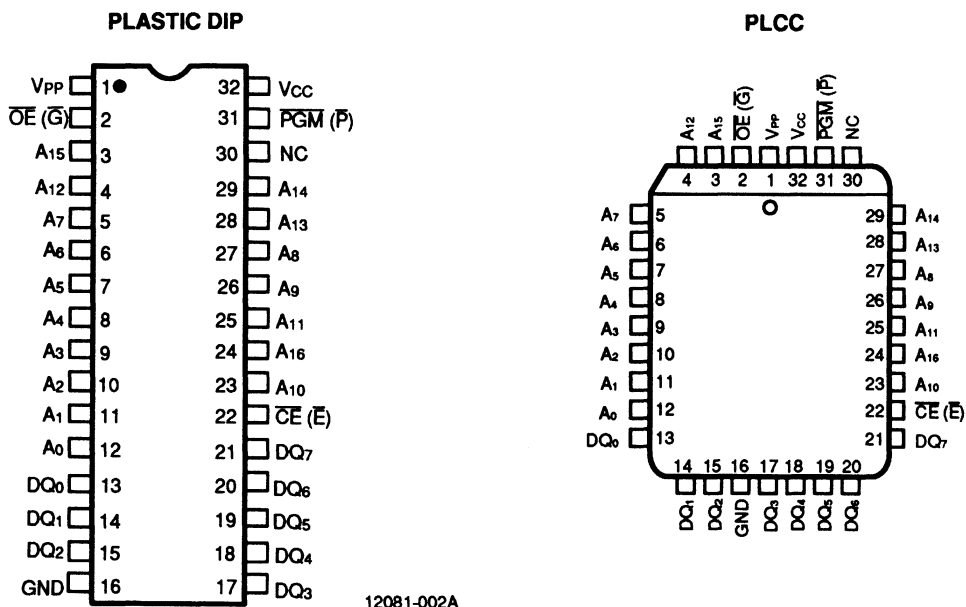 PLASTIC DIP
VPP 1 32 VCC
OE (G) 2 31 PGM (P)
A15 3 30 NC
A12 4 29 A14
A7 5 28 A13
A6 6 27 A8
A5 7 26 A9
A4 8 25 A11
A3 9 24 A16
A2 10 23 A10
A1 11 22 CE (E)
A0 12 21 DQ7
DQ0 13 20 DQ6
DQ1 14 19 DQ5
DQ2 15 18 DQ4
GND 16 17 DQ3
12081-002A
PLCC
A12 A15 OE (G) VPP VCC PGM (P) NC
4 3 2 1 32 31 30
A7 5 29 A14
A6 6 28 A13
A5 7 27 A8
A4 8 26 A9
A3 9 25 A11
A2 10 24 A16
A1 11 23 A10
A0 12 22 CE (E)
DQ0 13 21 DQ7
14 15 16 17 18 19 20
DQ1 DQ2 GND DQ3 DQ4 DQ5 DQ6